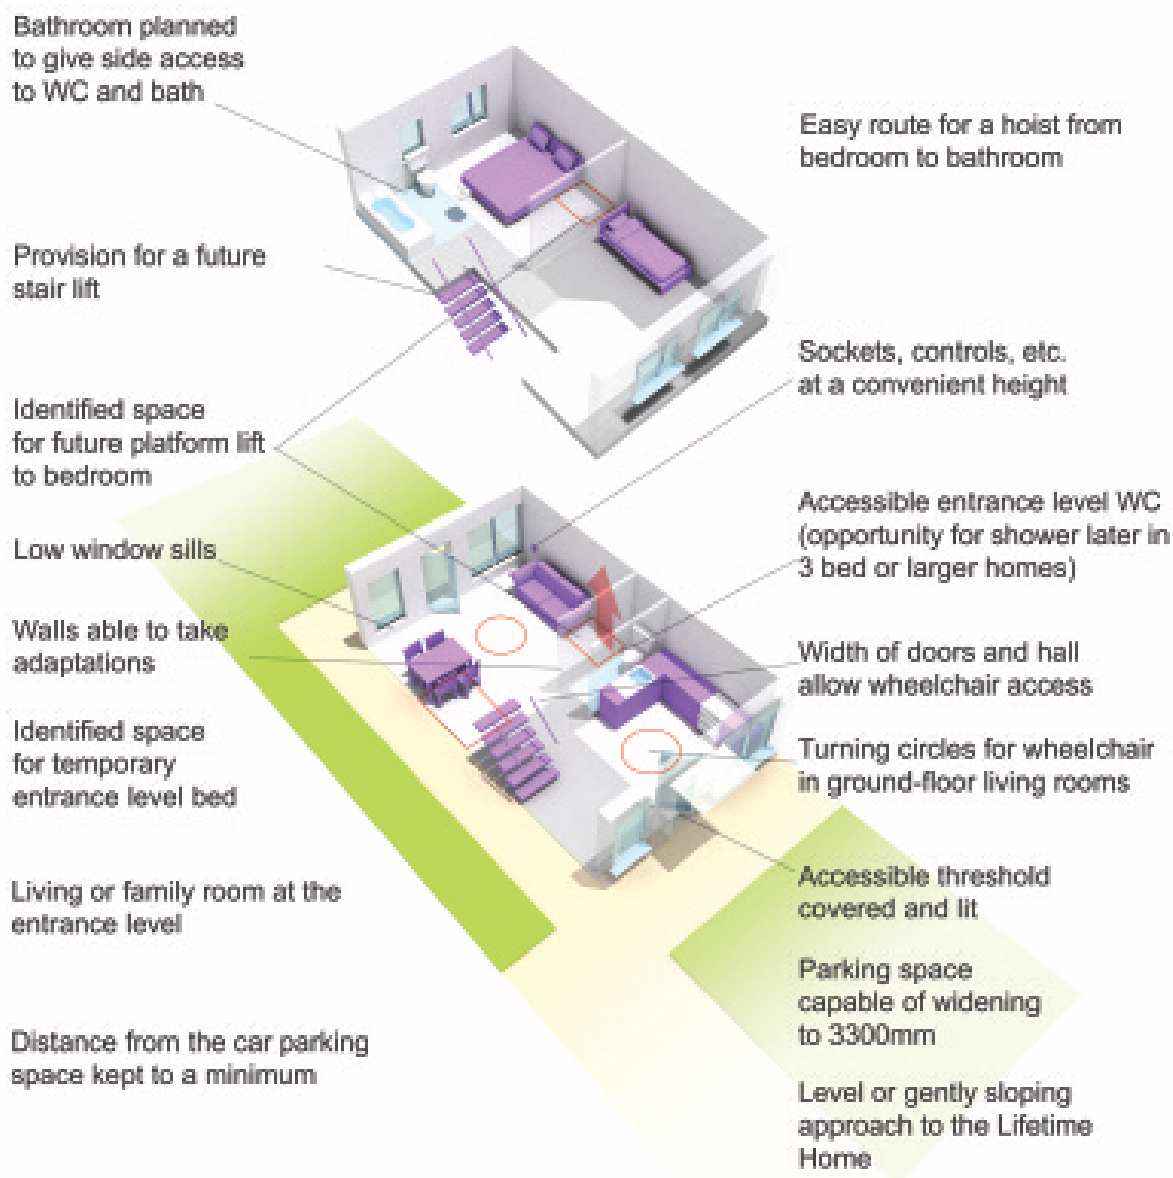 Bathroom planned
to give side access
to WC and bath
Provision for a future
stair lift
Identified space
for future platform lift
to bedroom
Low window sills
Walls able to take
adaptations
Identified space
for temporary
entrance level bed
Living or family room at the
entrance level
Distance from the car parking
space kept to a minimum
Easy route for a hoist from
bedroom to bathroom
Sockets, controls, etc.
at a convenient height
Accessible entrance level WC
(opportunity for shower later in
3 bed or larger homes)
Width of doors and hall
allow wheelchair access
Turning circles for wheelchair
in ground-floor living rooms
Accessible threshold
covered and lit
Parking space
capable of widening
to 3300mm
Level or gently sloping
approach to the Lifetime
Home